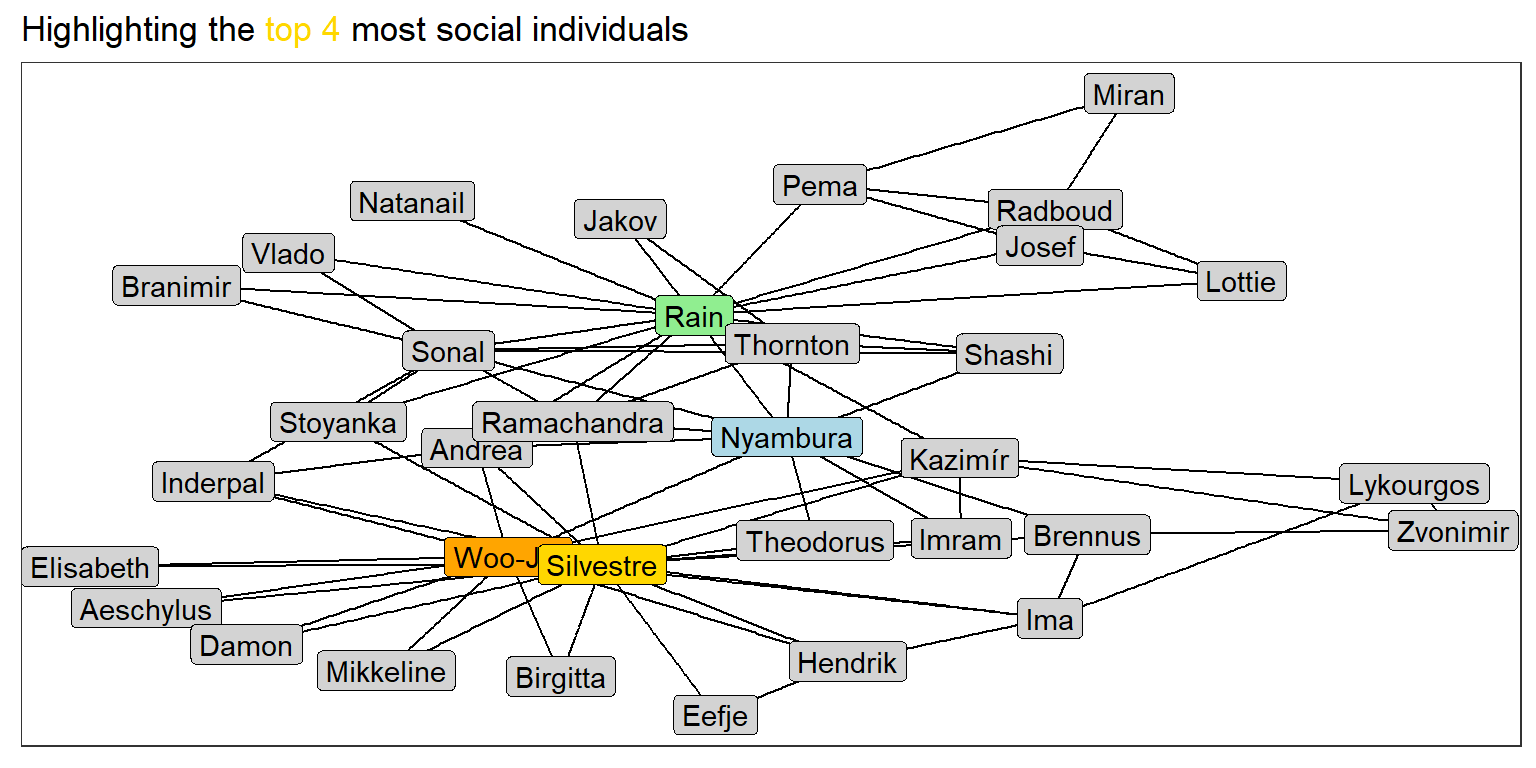 Highlighting the top 4 most social individuals
Miran
Pema
Natanail
Radboud
Jakov
Josef
Vlado
Lottie
Branimir
Rain
Thornton
Sonal
Shashi
Stoyanka
Ramachandra
Nyambura
Andrea
Kazimír
Inderpal
Lykourgos
Zvonimir
Brennus
Theodorus
Imram
Woo-J
Silvestre
Elisabeth
Aeschylus
Ima
Damon
Hendrik
Mikkeline
Birgitta
Eefje